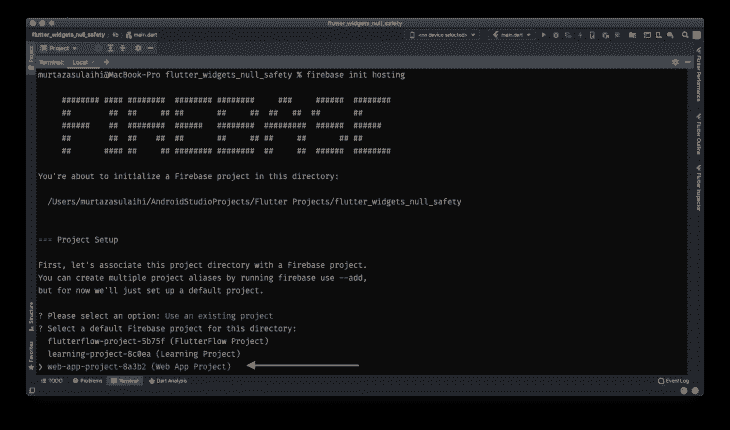 flutter_widgets_null_safety
flutter_widgets_null_safety lib main.dart <no device selected> main.dart
Project
Terminal: Local +
murtazasulaihi@MacBook-Pro flutter_widgets_null_safety % firebase init hosting
######## #### ######## ######## ######## ### ###### ########
## ## ## ## ## ## ## ## ## ## ##
###### ## ######## ###### ######## ######### ###### ######
## ## ## ## ## ## ## ## ## ## ##
## #### ## ## ######## ######## ## ## ###### ########
You're about to initialize a Firebase project in this directory:
/Users/murtazasulaihi/AndroidStudioProjects/Flutter Projects/flutter_widgets_null_safety
=== Project Setup
First, let's associate this project directory with a Firebase project.
You can create multiple project aliases by running firebase use --add,
but for now we'll just set up a default project.
? Please select an option: Use an existing project
? Select a default Firebase project for this directory:
flutterflow-project-5b75f (FlutterFlow Project)
learning-project-8c0ea (Learning Project)
❯ web-app-project-8a3b2 (Web App Project)
TODO Problems Terminal Dart Analysis Event Log
Project
Structure
Favorites
Flutter Performance
Flutter Outline
Flutter Inspector